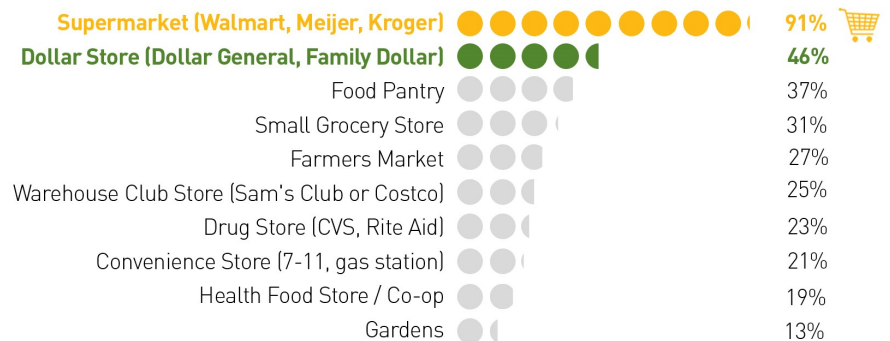 Supermarket (Walmart, Meijer, Kroger) 91%
Dollar Store (Dollar General, Family Dollar) 46%
Food Pantry 37%
Small Grocery Store 31%
Farmers Market 27%
Warehouse Club Store (Sam's Club or Costco) 25%
Drug Store (CVS, Rite Aid) 23%
Convenience Store (7-11, gas station) 21%
Health Food Store / Co-op 19%
Gardens 13%